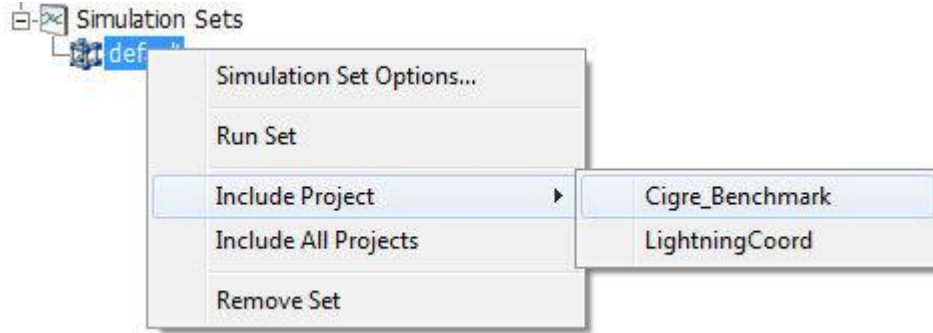 Simulation Sets
Simulation Set Options...
Run Set
Include Project
Cigre_Benchmark
Include All Projects
LightningCoord
Remove Set